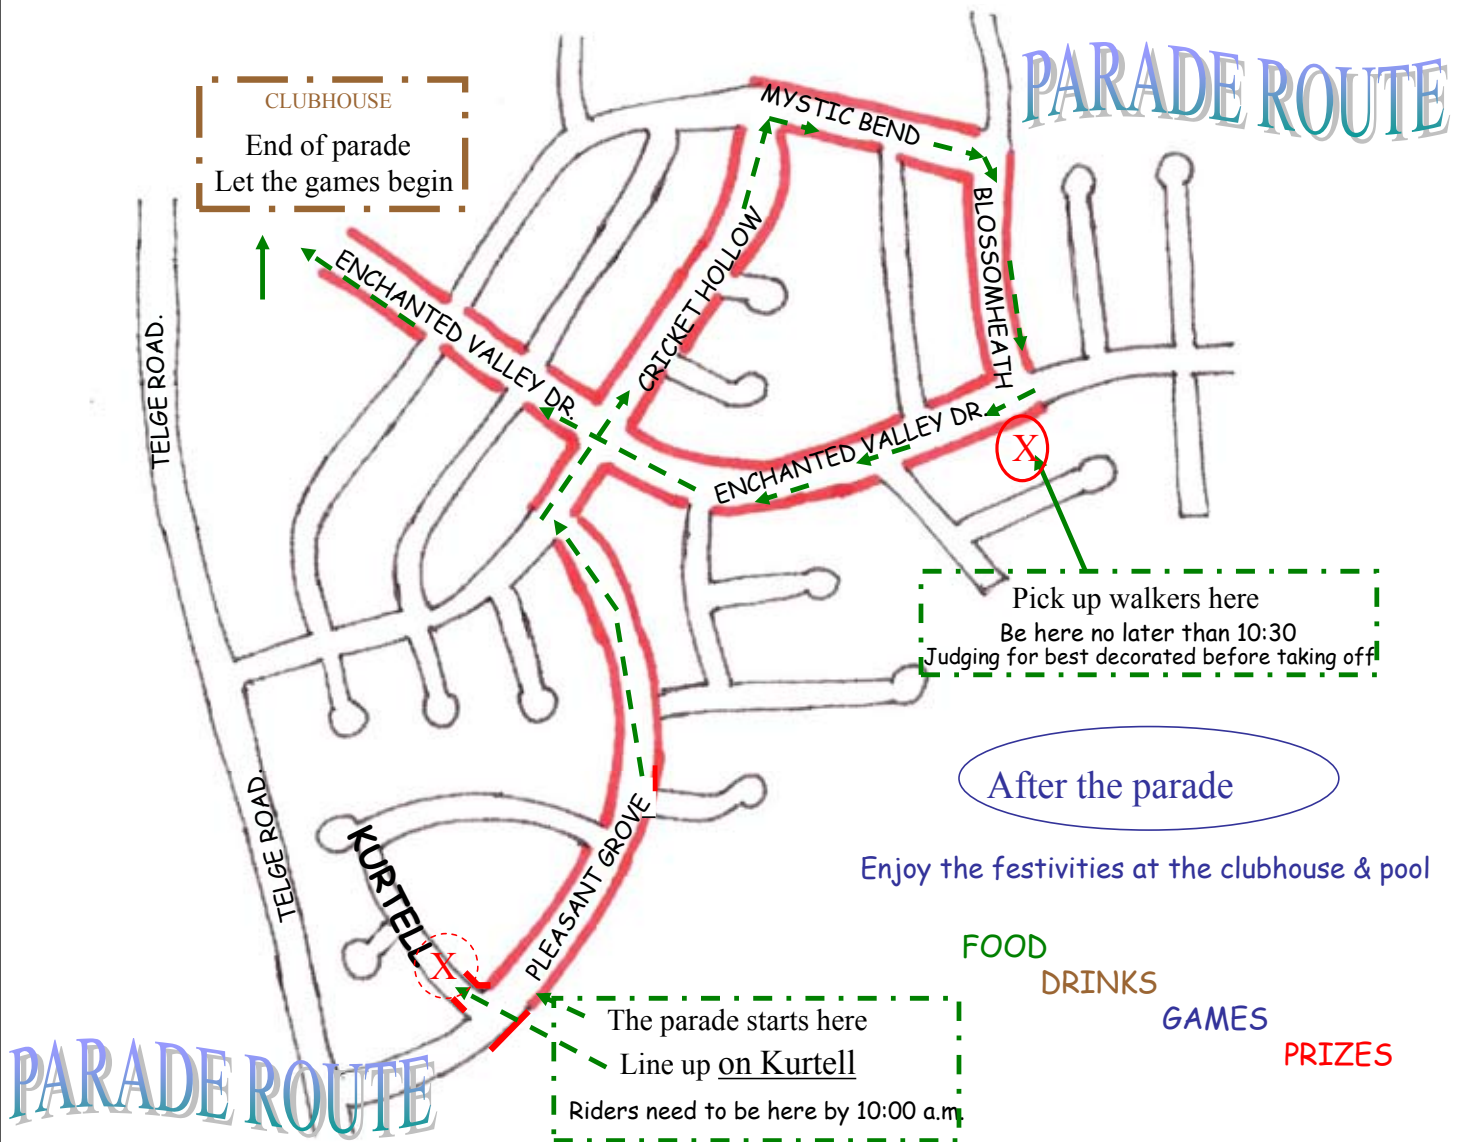 PARADE ROUTE
CLUBHOUSE
End of parade
Let the games begin
MYSTIC BEND
BLOSSOMHEATH
CRICKET HOLLOW
ENCHANTED VALLEY DR.
ENCHANTED VALLEY DR.
TELGE ROAD.
X
Pick up walkers here
Be here no later than 10:30
Judging for best decorated before taking off
After the parade
Enjoy the festivities at the clubhouse & pool
FOOD
DRINKS
GAMES
PRIZES
TELGE ROAD.
KURTELL
X
PLEASANT GROVE
The parade starts here
Line up on Kurtell
Riders need to be here by 10:00 a.m.
PARADE ROUTE